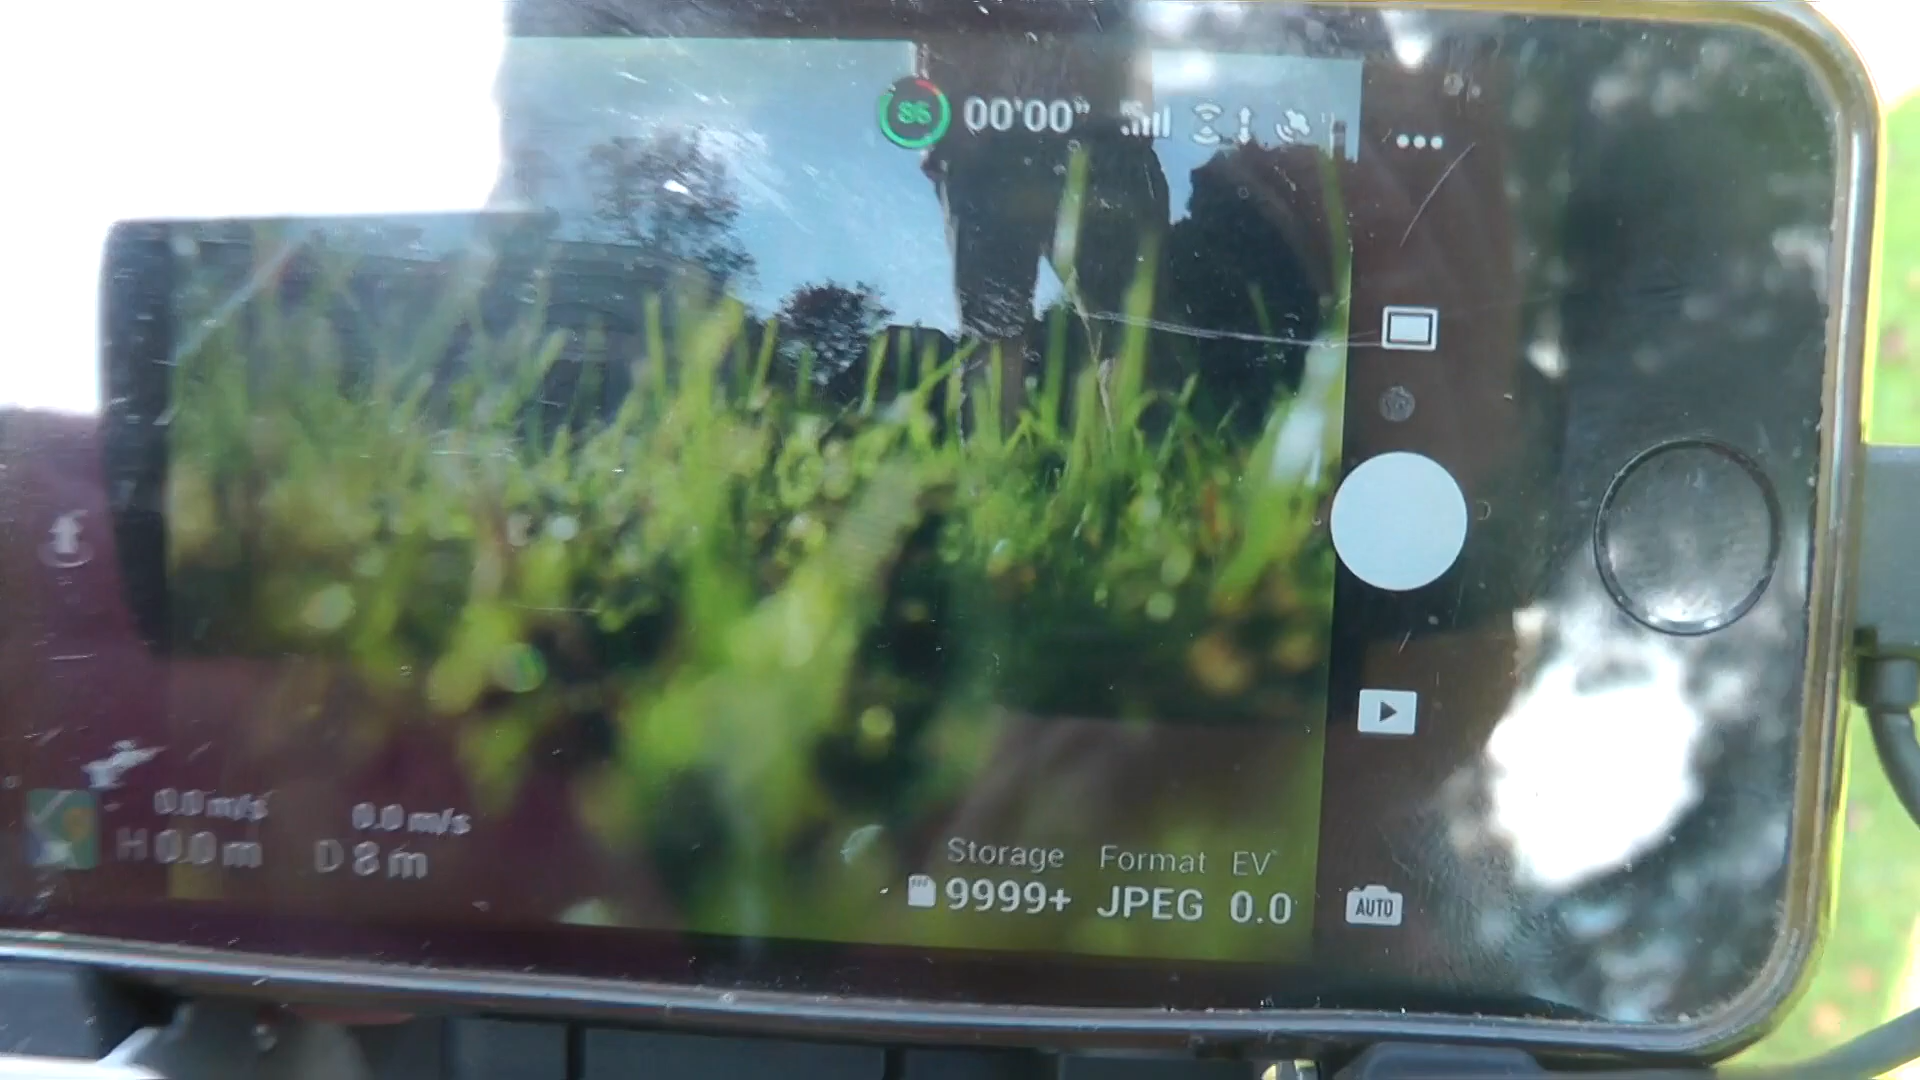 86 00'00"
0.0 m/s 0.0 m/s
H 0.0 m D 8 m
Storage Format EV
9999+ JPEG 0.0
AUTO